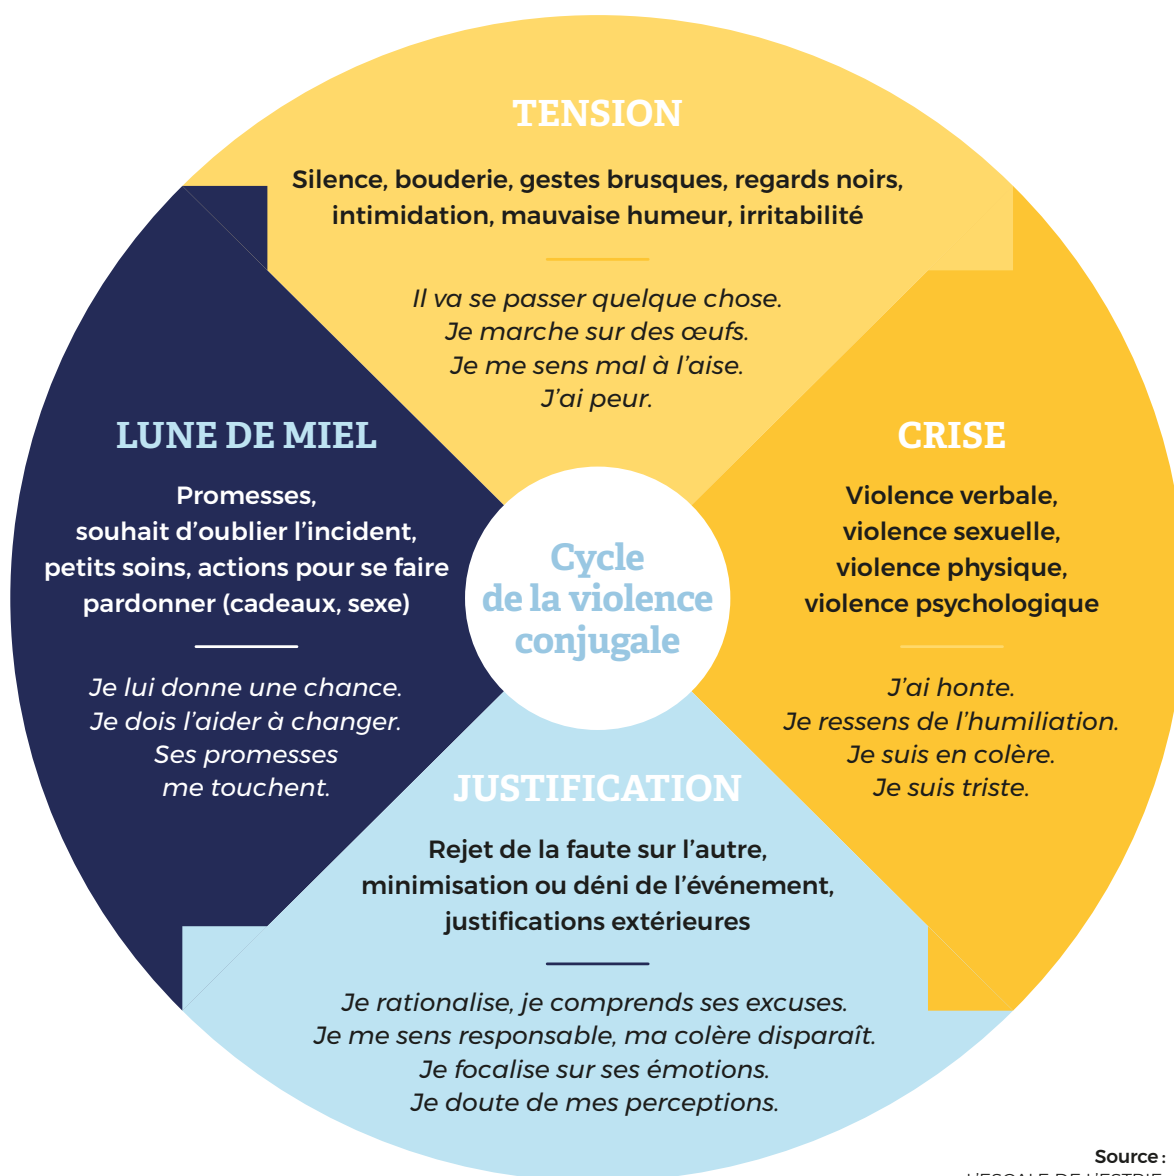 TENSION
Silence, bouderie, gestes brusques, regards noirs,
intimidation, mauvaise humeur, irritabilité
Il va se passer quelque chose.
Je marche sur des œufs.
Je me sens mal à l’aise.
J’ai peur.
LUNE DE MIEL
Promesses,
souhait d’oublier l’incident,
petits soins, actions pour se faire
pardonner (cadeaux, sexe)
Je lui donne une chance.
Je dois l’aider à changer.
Ses promesses
me touchent.
Cycle
de la violence
conjugale
CRISE
Violence verbale,
violence sexuelle,
violence physique,
violence psychologique
J’ai honte.
Je ressens de l’humiliation.
Je suis en colère.
Je suis triste.
JUSTIFICATION
Rejet de la faute sur l’autre,
minimisation ou déni de l’événement,
justifications extérieures
Je rationalise, je comprends ses excuses.
Je me sens responsable, ma colère disparaît.
Je focalise sur ses émotions.
Je doute de mes perceptions.
Source :
L’ESCALE DE L’ESTRIE